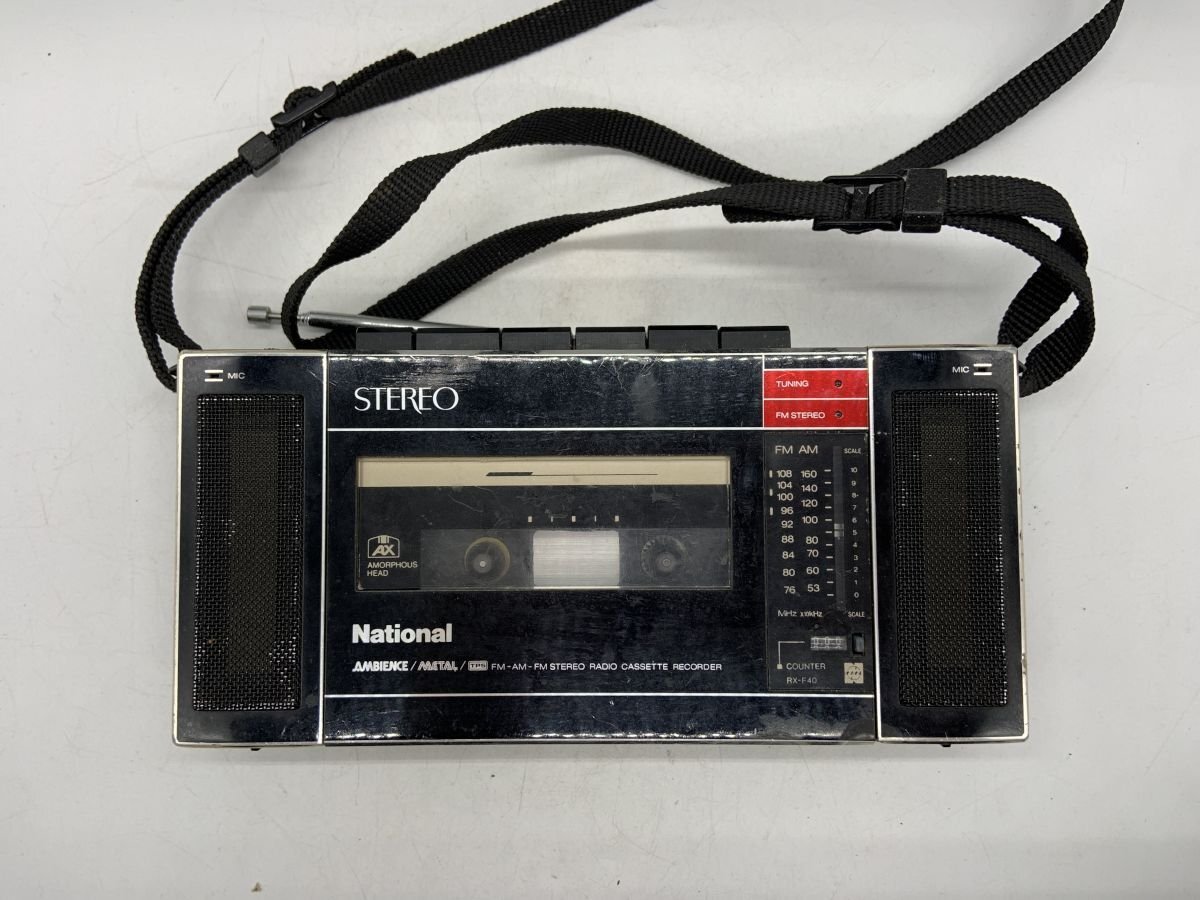 MIC
MIC
STEREO
TUNING
FM STEREO
FM AM
SCALE
108 160 10
104 140 9
100 120 8
96 100 7
92 6
88 80 5
84 70 4
80 60 3
76 53 2
1
0
MHz x10kHz SCALE
AX
AMORPHOUS
HEAD
National
AMBIENCE / METAL / TPS FM-AM-FM STEREO RADIO CASSETTE RECORDER
COUNTER
RX-F40